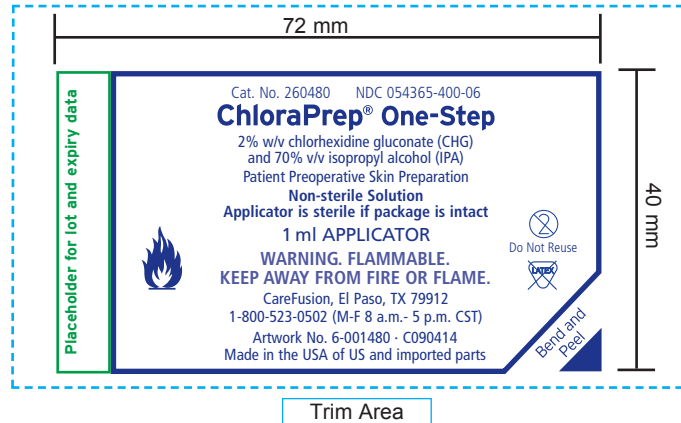 72 mm
Placeholder for lot and expiry data
Cat. No. 260480 NDC 054365-400-06
ChloraPrep® One-Step
2% w/v chlorhexidine gluconate (CHG)
and 70% v/v isopropyl alcohol (IPA)
Patient Preoperative Skin Preparation
Non-sterile Solution
Applicator is sterile if package is intact
1 ml APPLICATOR
WARNING. FLAMMABLE.
KEEP AWAY FROM FIRE OR FLAME.
CareFusion, El Paso, TX 79912
1-800-523-0502 (M-F 8 a.m.- 5 p.m. CST)
Artwork No. 6-001480 · C090414
Made in the USA of US and imported parts
2
Do Not Reuse
LATEX
Bend and
Peel
40 mm
Trim Area